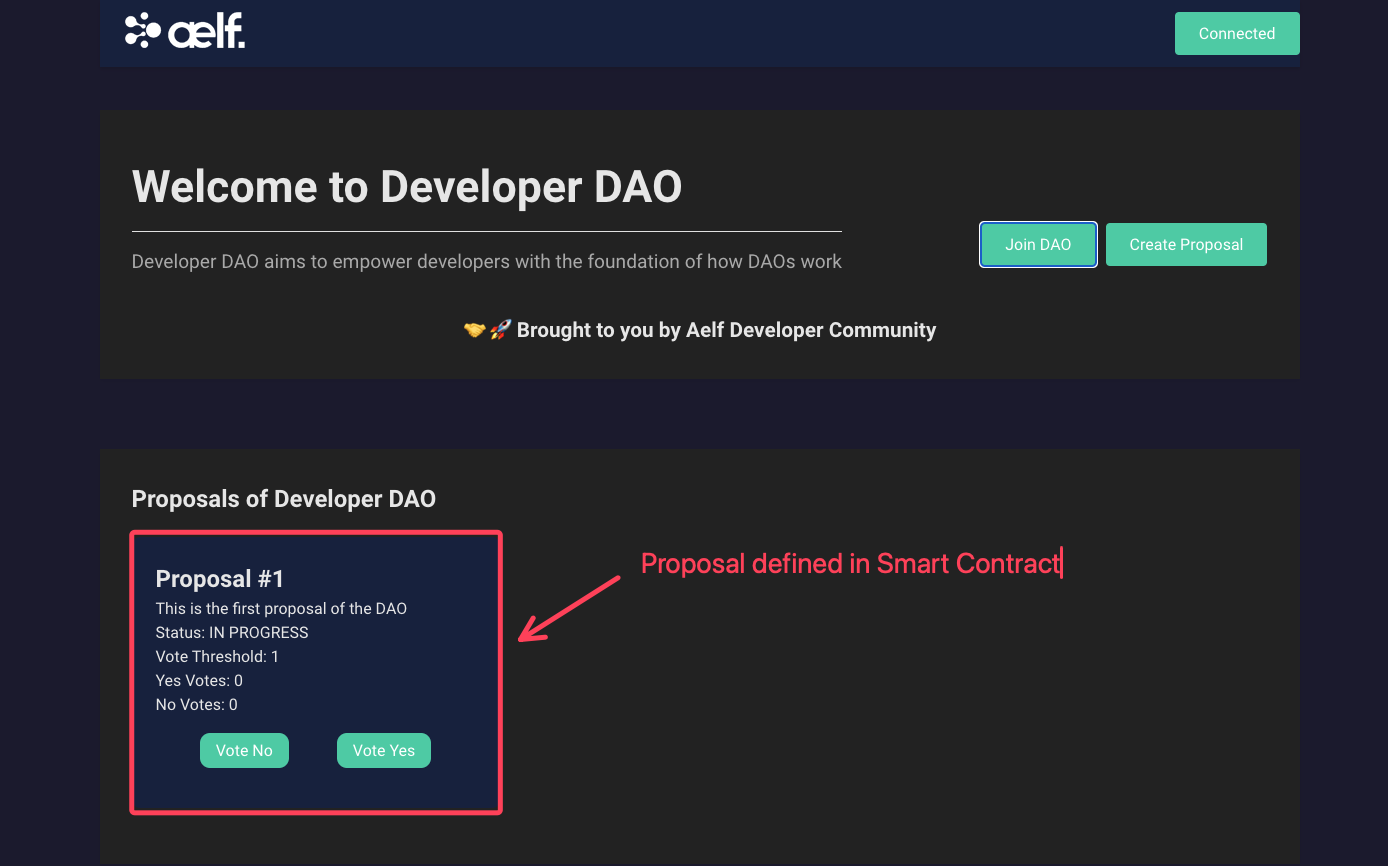 aelf.
Connected
Welcome to Developer DAO
Developer DAO aims to empower developers with the foundation of how DAOs work
Join DAO
Create Proposal
🤝🚀 Brought to you by Aelf Developer Community
Proposals of Developer DAO
Proposal #1
This is the first proposal of the DAO
Status: IN PROGRESS
Vote Threshold: 1
Yes Votes: 0
No Votes: 0
Vote No
Vote Yes
Proposal defined in Smart Contract